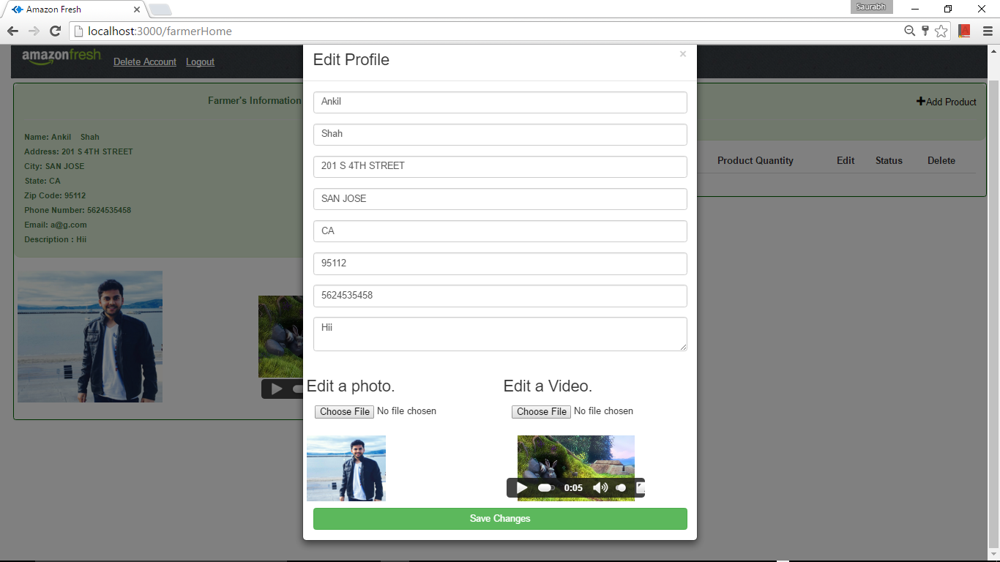 Amazon Fresh
Saurabh
localhost:3000/farmerHome
amazonfresh Delete Account Logout
Edit Profile
×
Farmer's Information
Add Product
Name: Ankil Shah
Address: 201 S 4TH STREET
City: SAN JOSE
State: CA
Zip Code: 95112
Phone Number: 5624535458
Email: a@g.com
Description : Hii
Product Quantity Edit Status Delete
Ankil
Shah
201 S 4TH STREET
SAN JOSE
CA
95112
5624535458
Hii
Edit a photo.
Choose File No file chosen
Edit a Video.
Choose File No file chosen
0:05
Save Changes